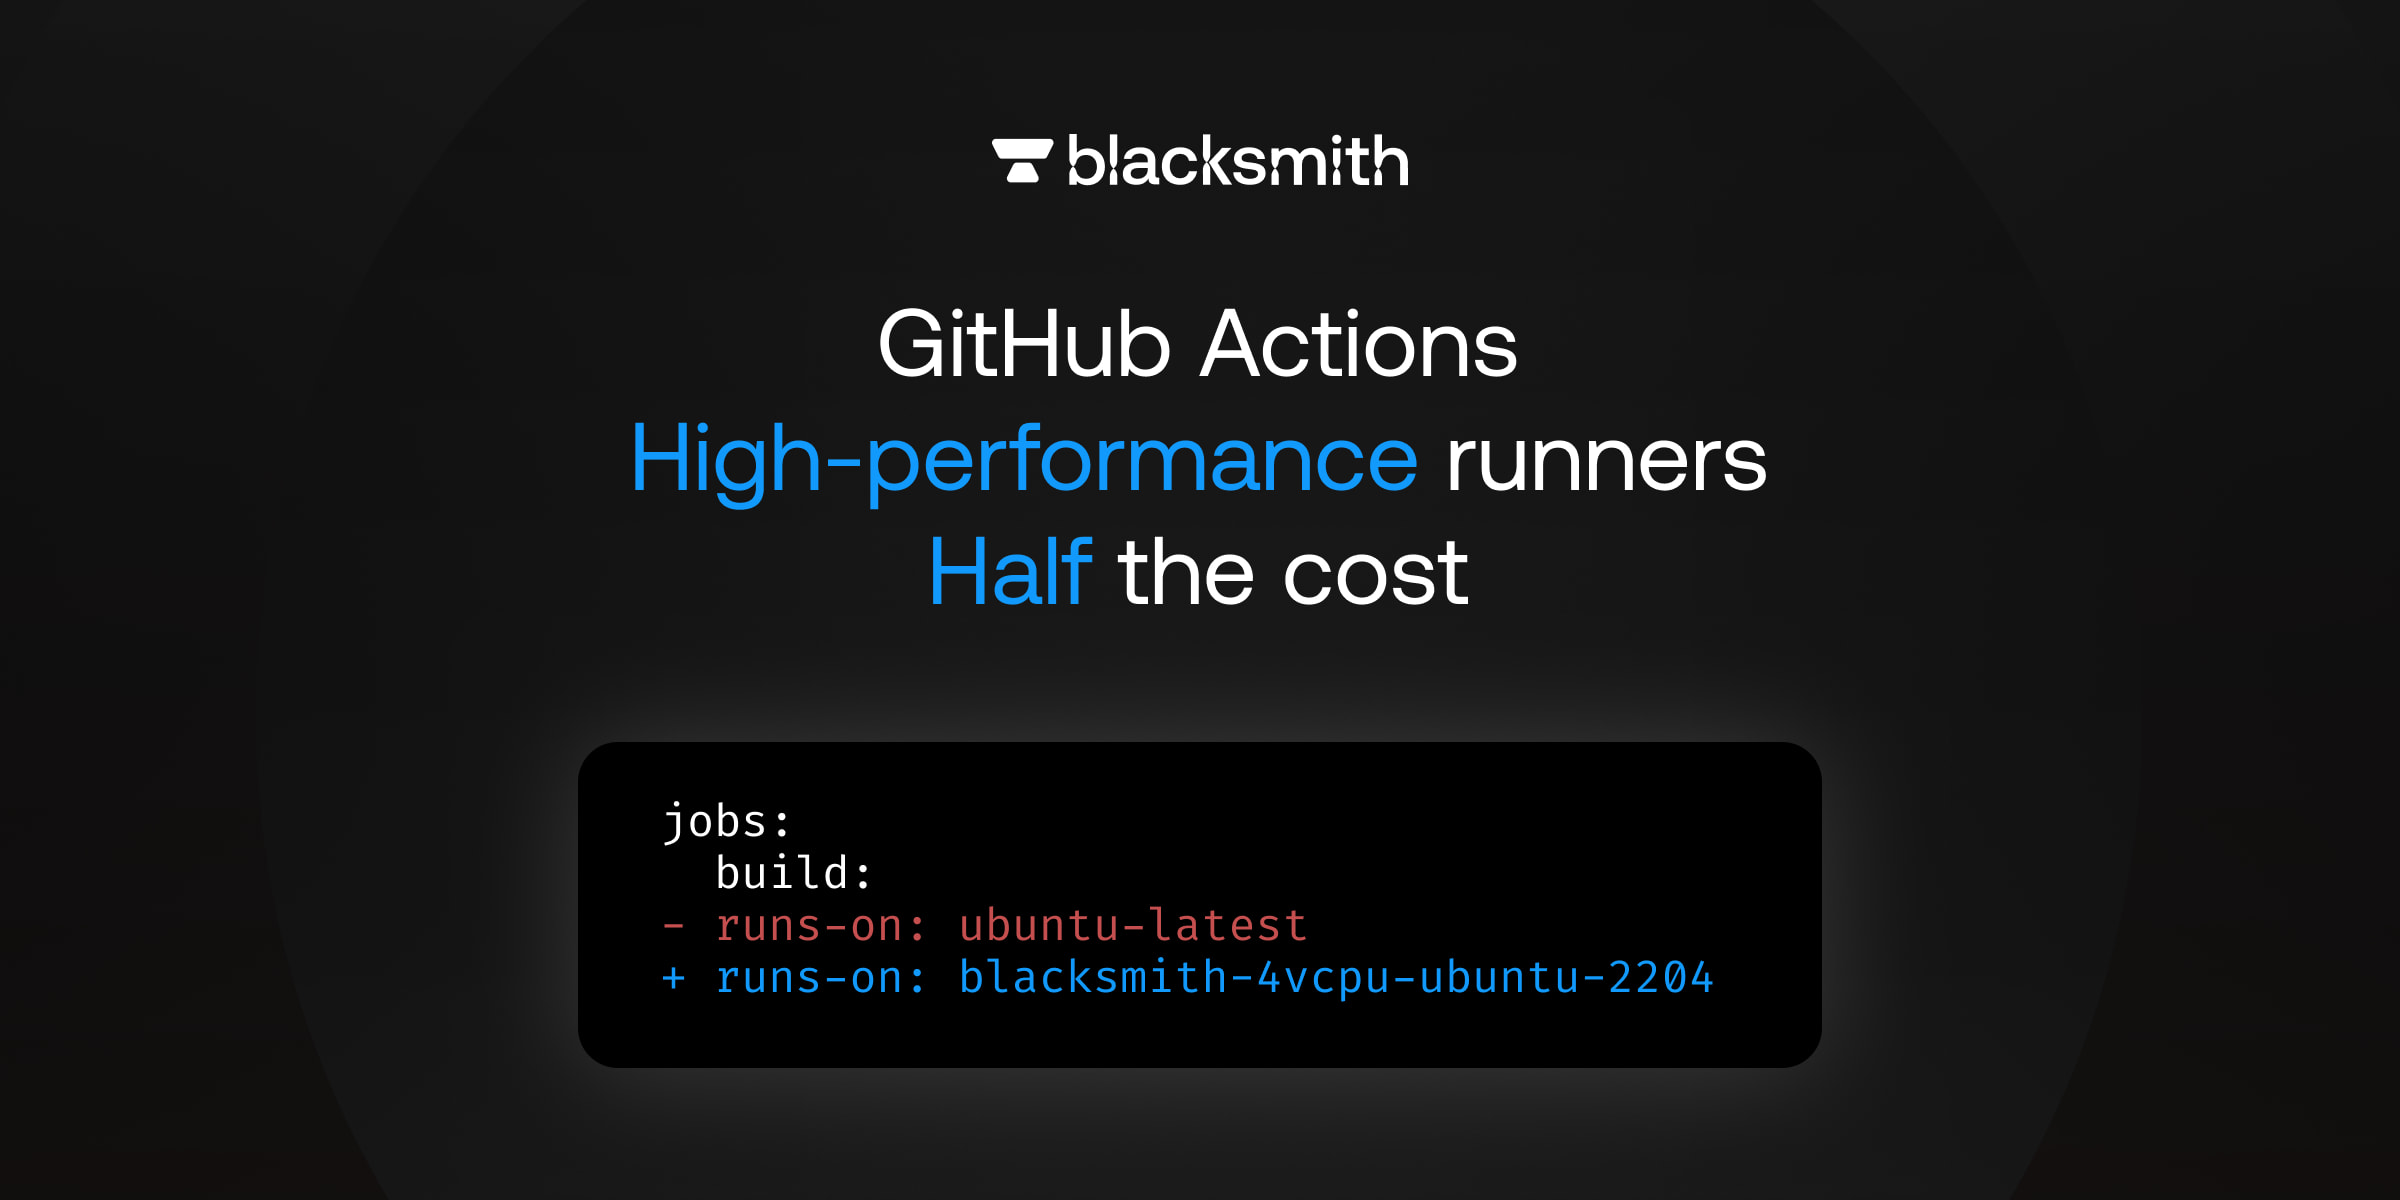 blacksmith
GitHub Actions
High-performance runners
Half the cost
jobs:
  build:
- runs-on: ubuntu-latest
+ runs-on: blacksmith-4vcpu-ubuntu-2204